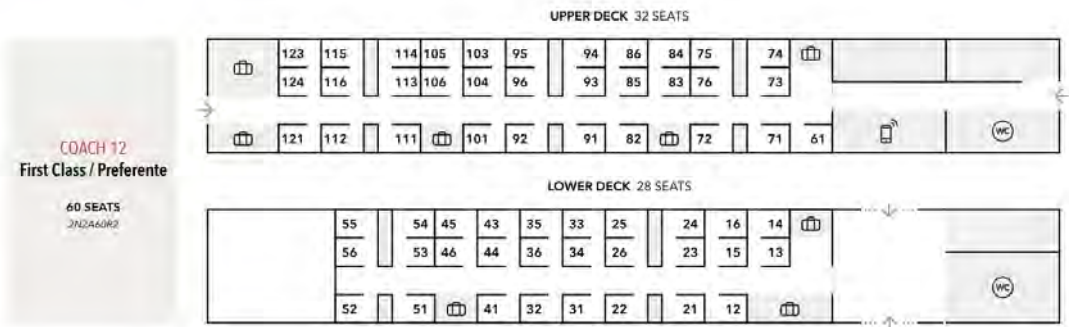 UPPER DECK 32 SEATS
123 115 114 105 103 95 94 86 84 75 74
124 116 113 106 104 96 93 85 83 76 73
121 112 111 101 92 91 82 72 71 61
WC
COACH 12
First Class / Preferente
60 SEATS
2N2A60R2
LOWER DECK 28 SEATS
55 54 45 43 35 33 25 24 16 14
56 53 46 44 36 34 26 23 15 13
52 51 41 32 31 22 21 12
WC